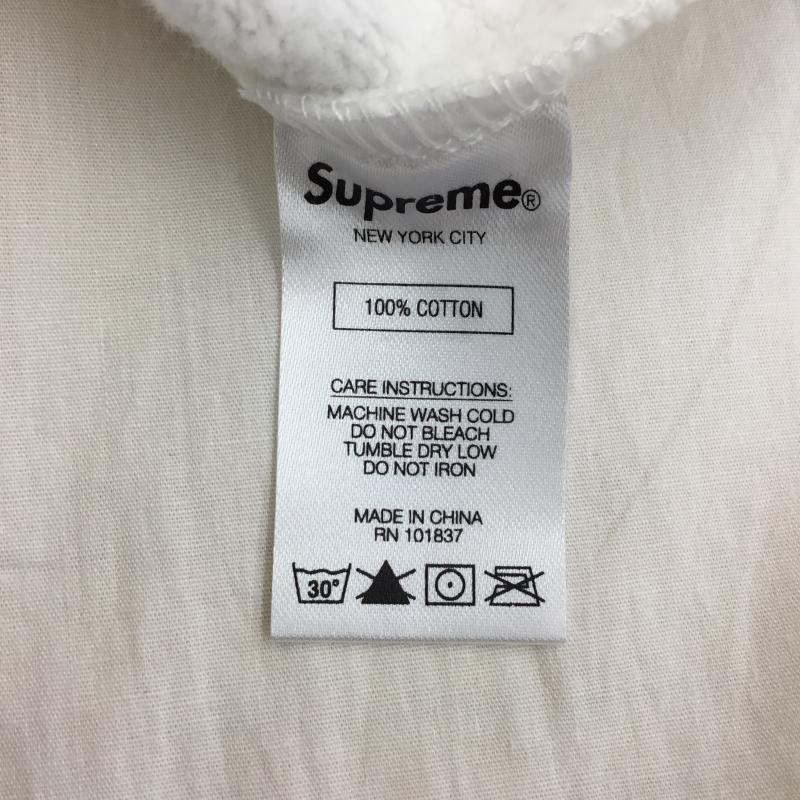 Supreme®
NEW YORK CITY
100% COTTON
CARE INSTRUCTIONS:
MACHINE WASH COLD
DO NOT BLEACH
TUMBLE DRY LOW
DO NOT IRON
MADE IN CHINA
RN 101837
30°